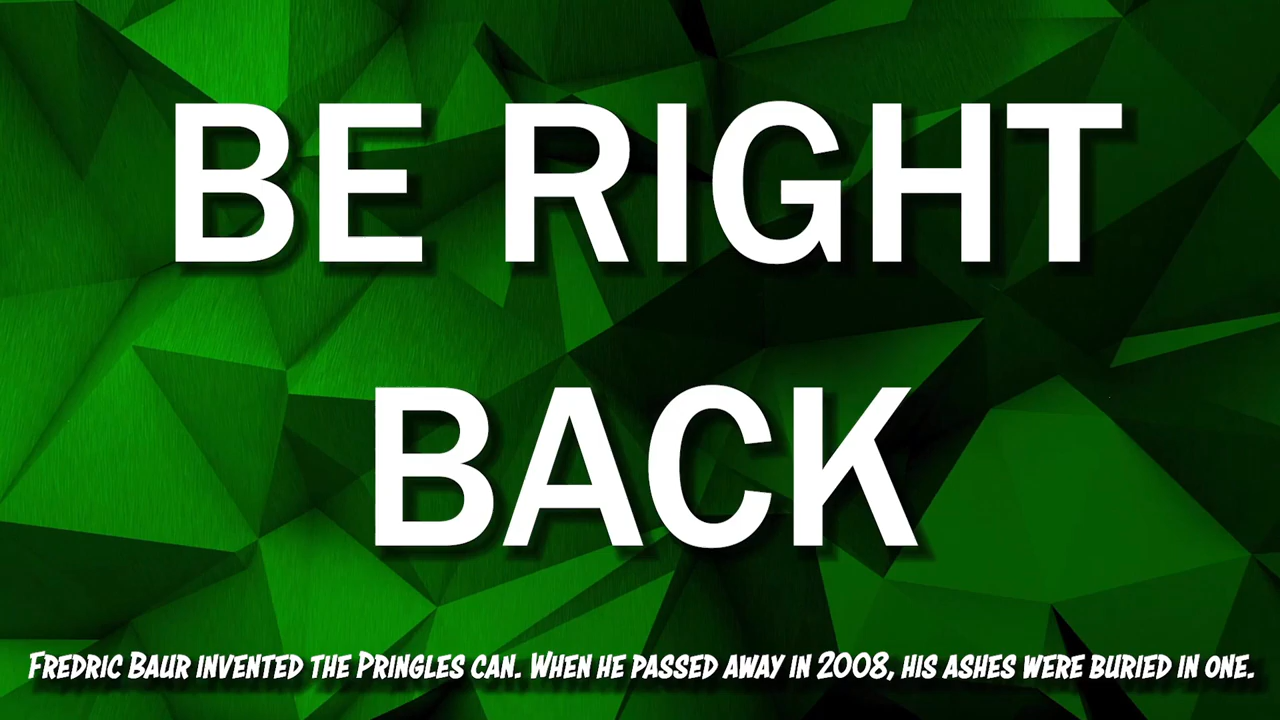 BE RIGHT
BACK
Fredric Baur invented the Pringles can. When he passed away in 2008, his ashes were buried in one.